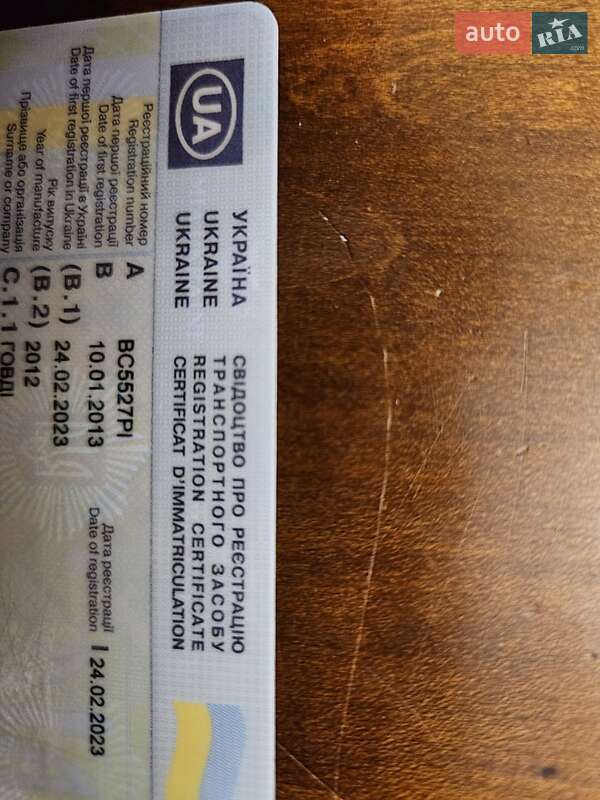 auto RIA .com
UA
УКРАЇНА
UKRAINE
UKRAINE
СВІДОЦТВО ПРО РЕЄСТРАЦІЮ
ТРАНСПОРТНОГО ЗАСОБУ
REGISTRATION CERTIFICATE
CERTIFICAT D'IMMATRICULATION
Реєстраційний номер
Registration number
A
BC5527PI
Дата першої реєстрації
Date of first registration
B
10.01.2013
Дата реєстрації
Date of registration
I 24.02.2023
Дата першої реєстрації в Україні
Date of first registration in Ukraine
(B.1)
24.02.2023
Рік випуску
Year of manufacture
(B.2)
2012
Прізвище або організація
Surname or company
C.1.1
ГОВДІ